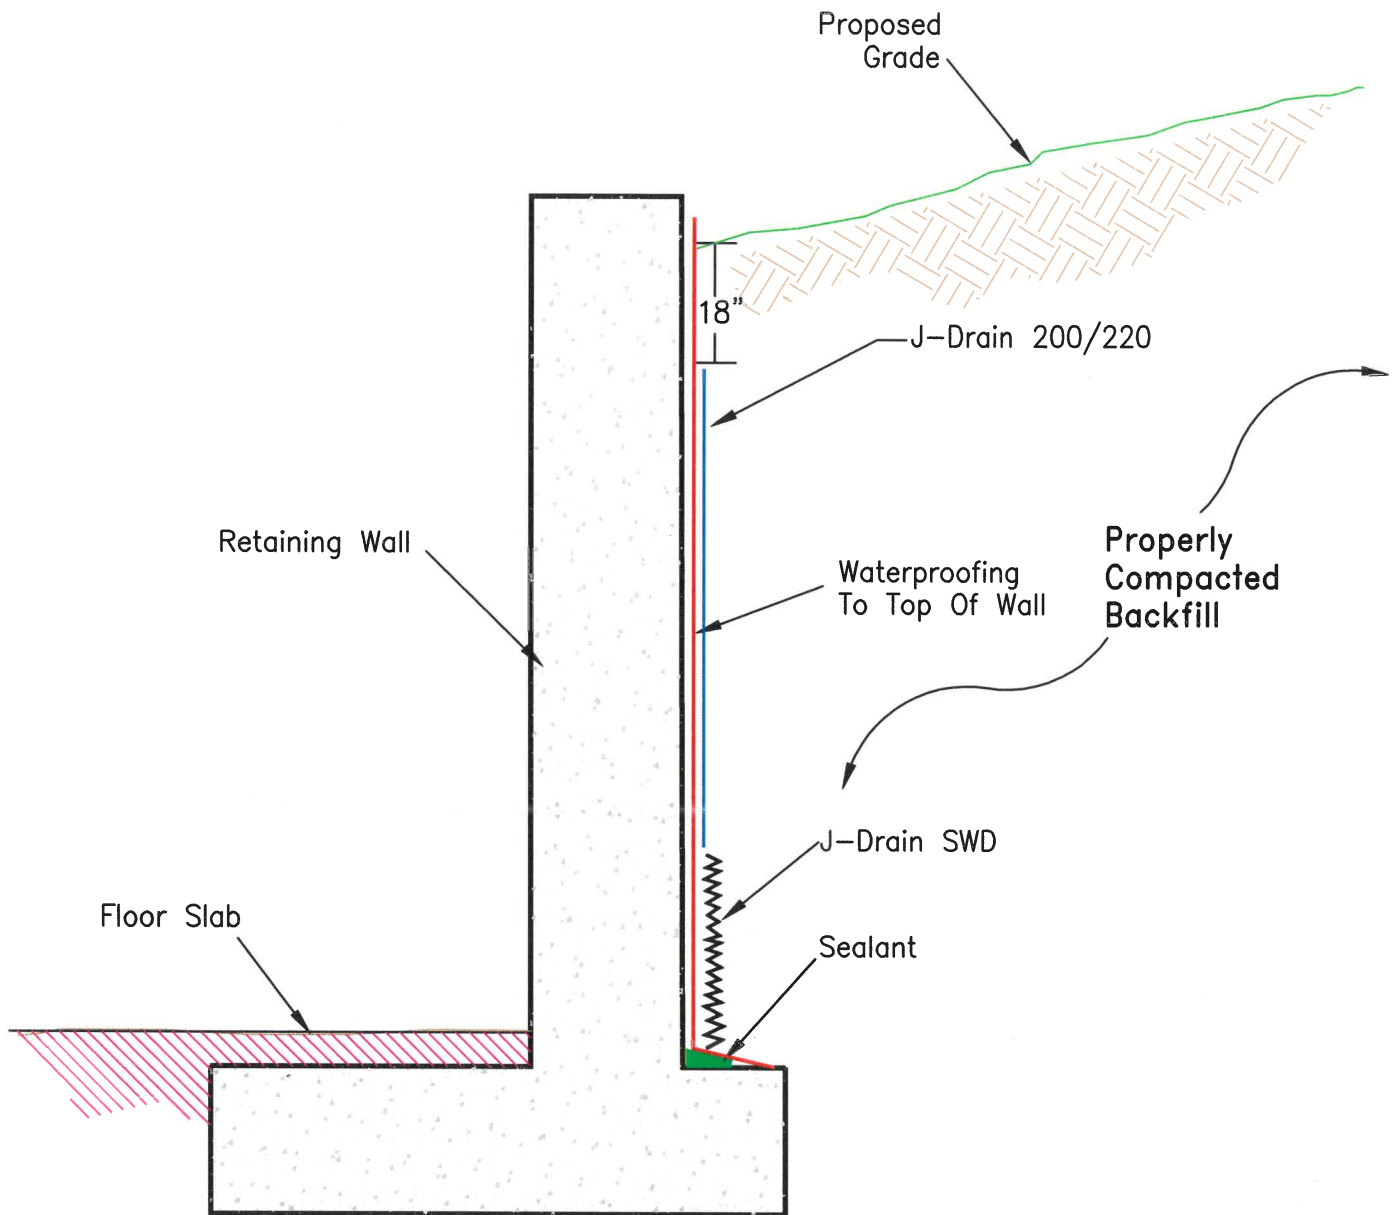 Proposed
Grade
18”
J-Drain 200/220
Retaining Wall
Waterproofing
To Top Of Wall
Properly
Compacted
Backfill
J-Drain SWD
Floor Slab
Sealant